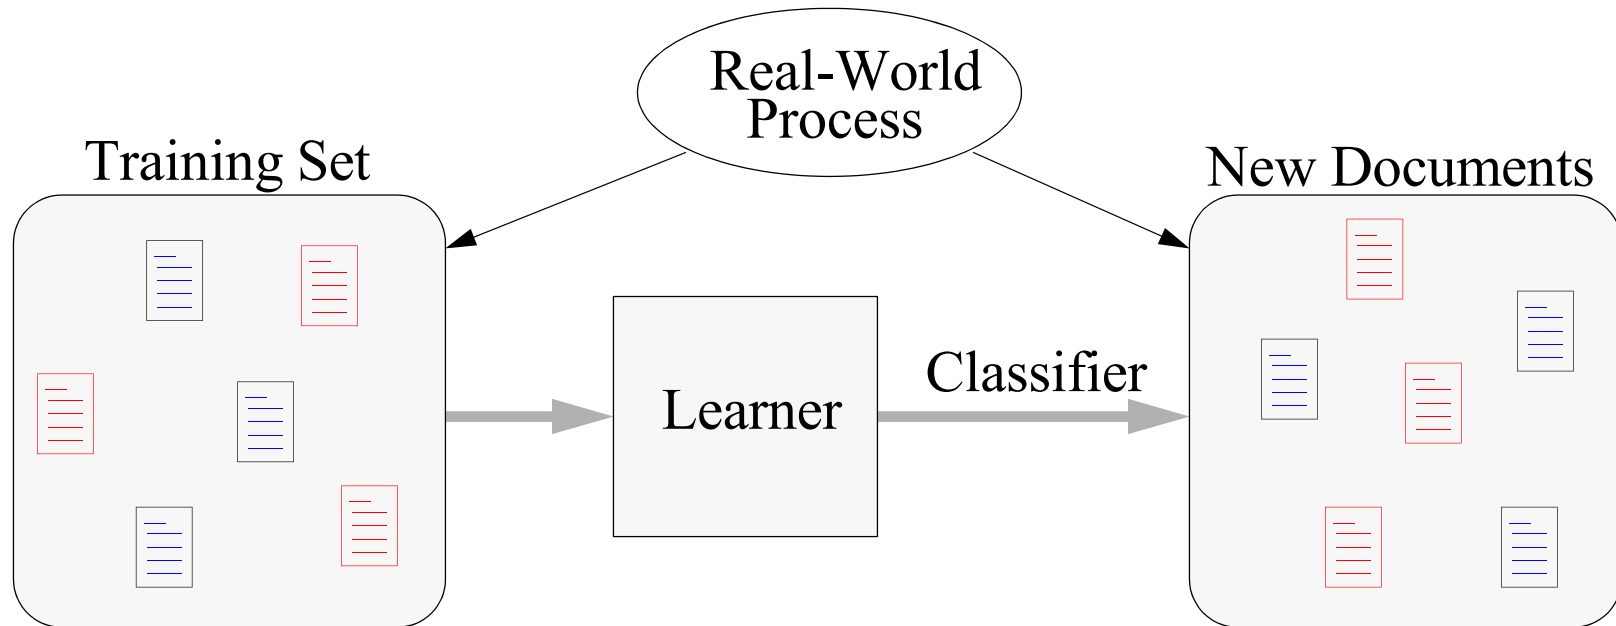 Real-World
Process
Training Set
New Documents
Classifier
Learner